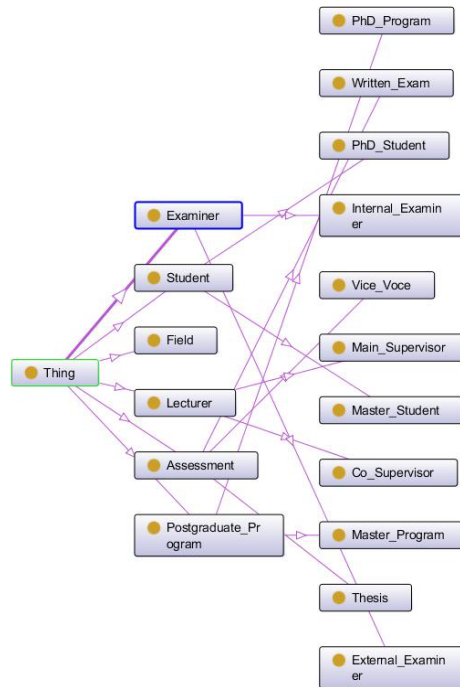 PhD_Program
Written_Exam
PhD_Student
Examiner
Internal_Examin
er
Student
Vice_Voce
Field
Main_Supervisor
Thing
Lecturer
Master_Student
Assessment
Co_Supervisor
Postgraduate_Pr
ogram
Master_Program
Thesis
External_Examin
er